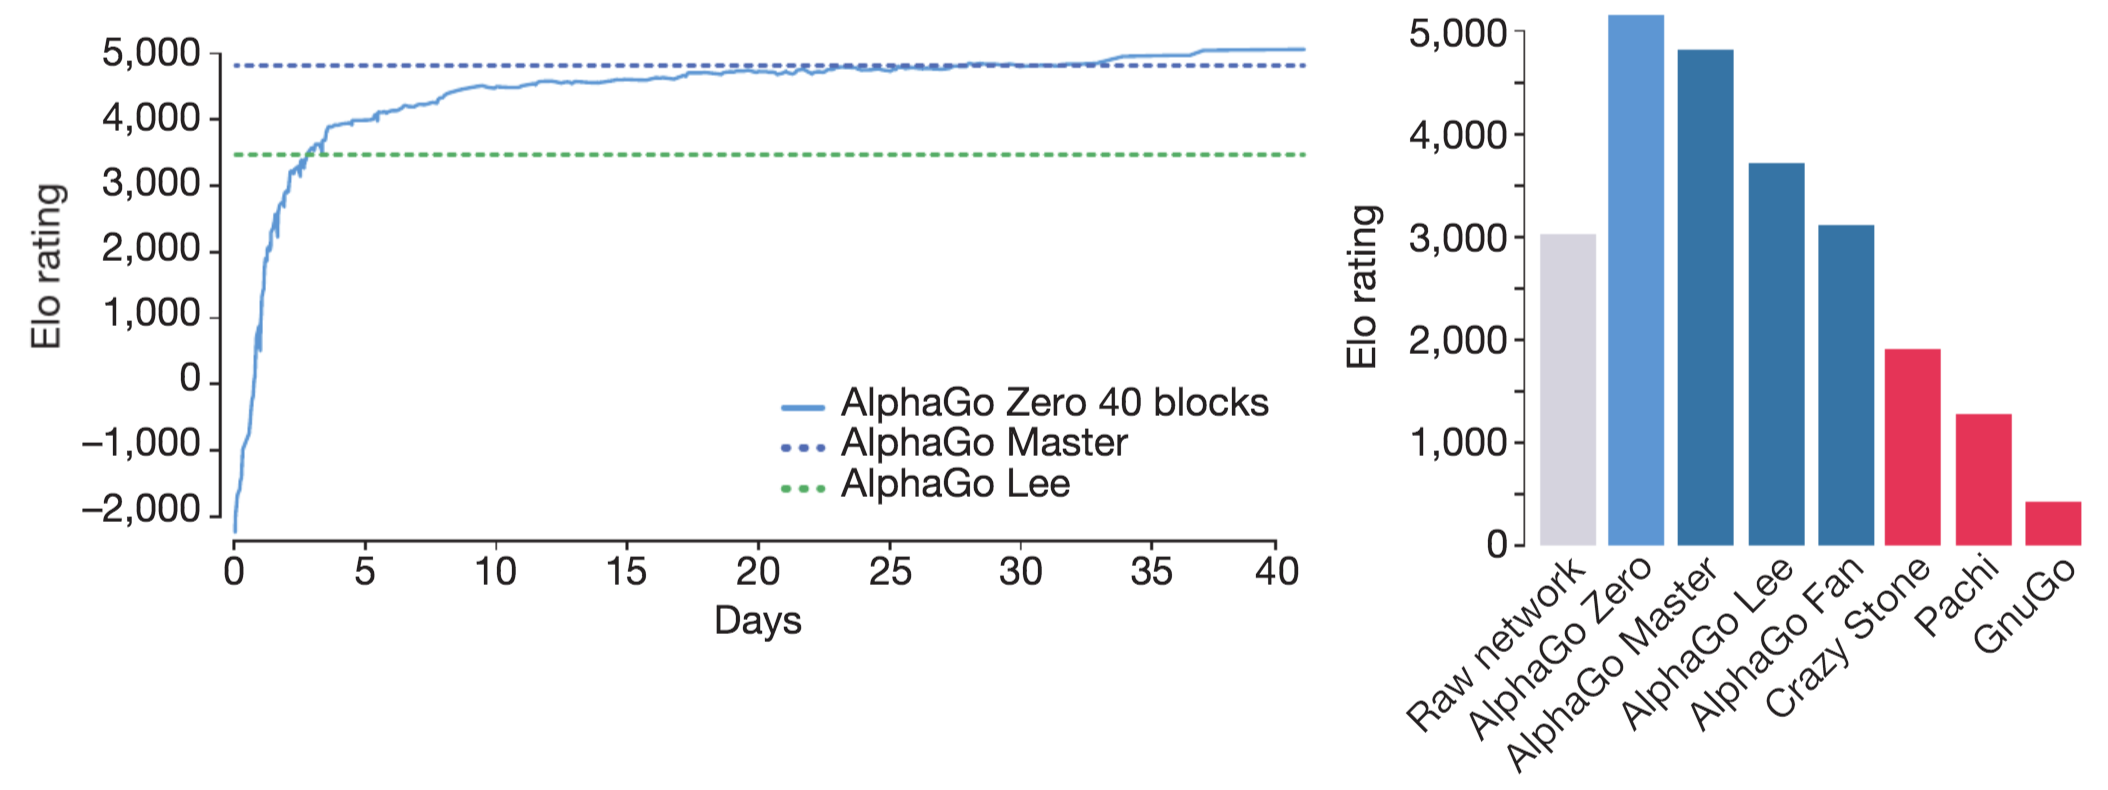 5,000
4,000
3,000
2,000
1,000
0
–1,000
–2,000
Elo rating
AlphaGo Zero 40 blocks
AlphaGo Master
AlphaGo Lee
0 5 10 15 20 25 30 35 40
Days
5,000
4,000
3,000
2,000
1,000
0
Elo rating
Raw network
AlphaGo Zero
AlphaGo Master
AlphaGo Lee
AlphaGo Fan
Crazy Stone
Pachi
GnuGo